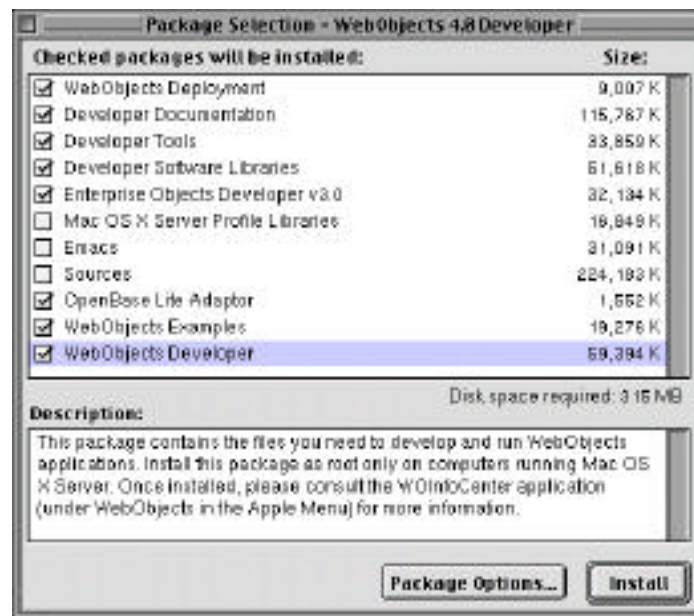 Package Selection - WebObjects 4.0 Developer
Checked packages will be installed: Size:
WebObjects Deployment 9,007 K
Developer Documentation 115,767 K
Developer Tools 33,859 K
Developer Software Libraries 51,618 K
Enterprise Objects Developer v3.0 32,134 K
Mac OS X Server Profile Libraries 16,849 K
Emacs 31,091 K
Sources 224,183 K
OpenBase Lite Adaptor 1,552 K
WebObjects Examples 19,276 K
WebObjects Developer 59,394 K
Disk space required: 315 MB
Description:
This package contains the files you need to develop and run WebObjects
applications. Install this package as root only on computers running Mac OS
X Server. Once installed, please consult the WOInfoCenter application
(under WebObjects in the Apple Menu) for more information.
Package Options...
Install